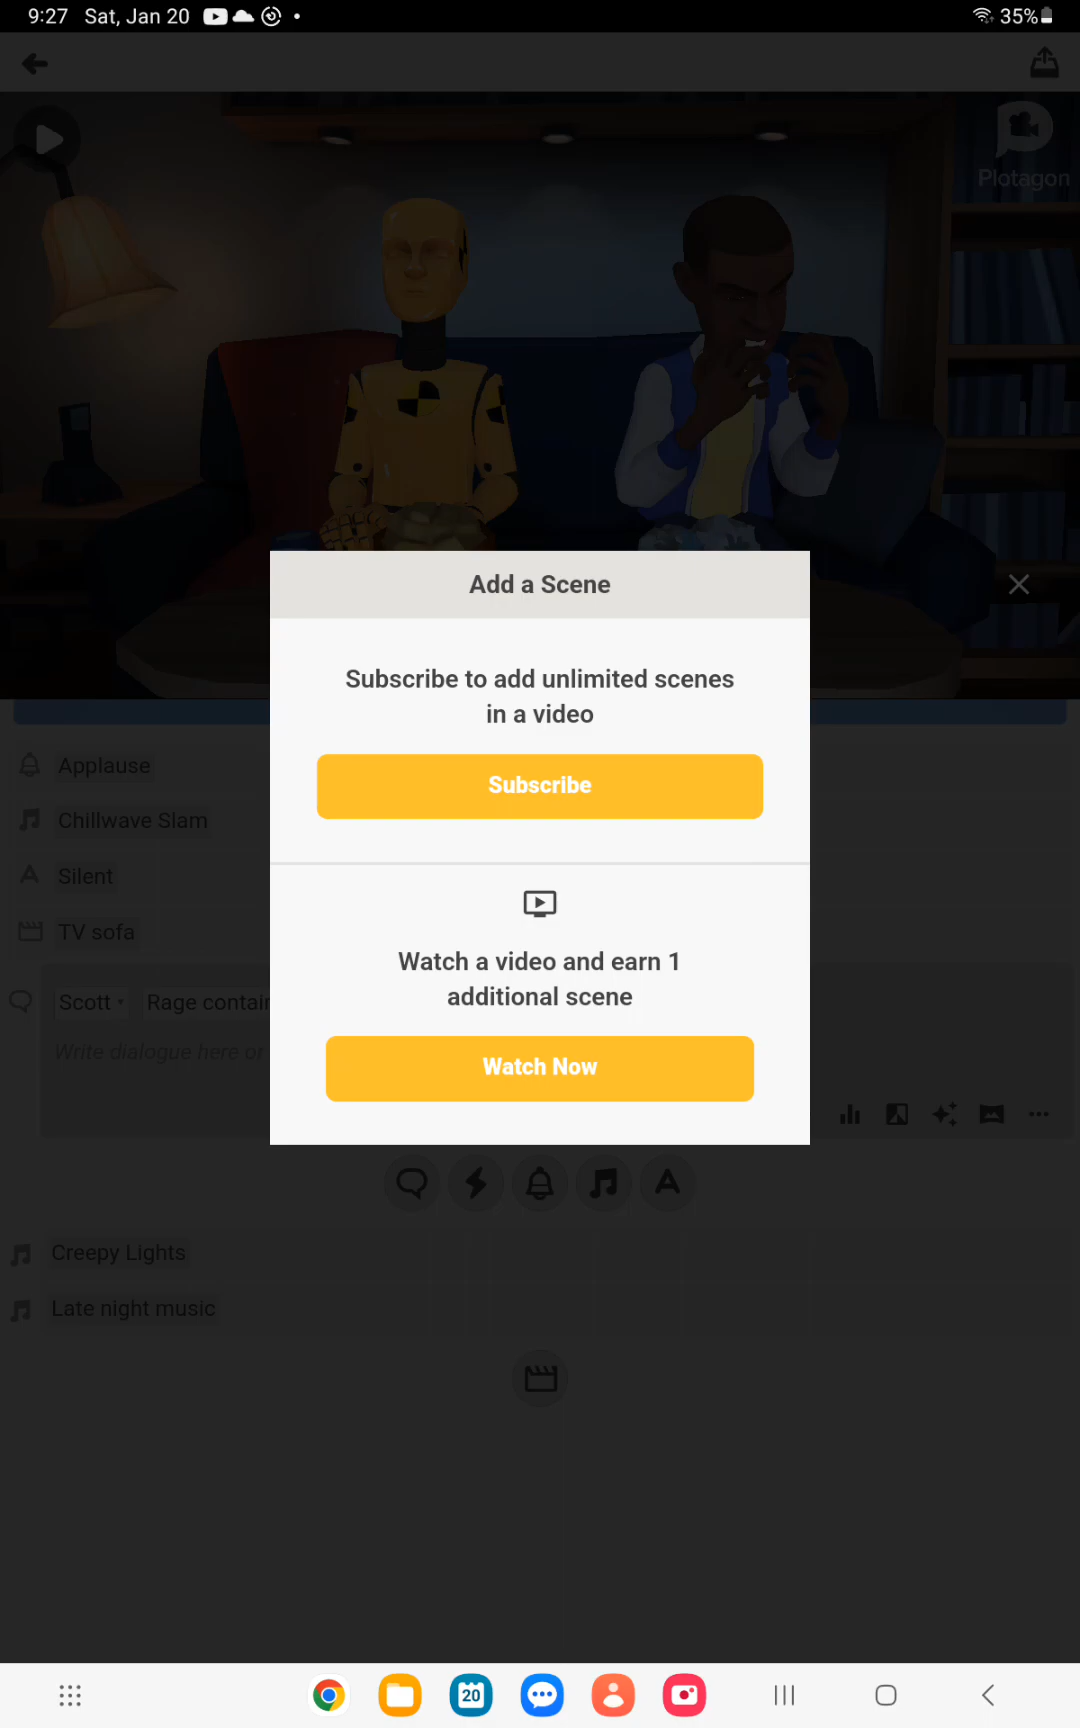 9:27 Sat, Jan 20
35%
Plotagon
Add a Scene
Subscribe to add unlimited scenes
in a video
Subscribe
Applause
Chillwave Slam
Silent
TV sofa
Watch a video and earn 1
additional scene
Scott Rage contain
Write dialogue here or
Watch Now
Creepy Lights
Late night music
20